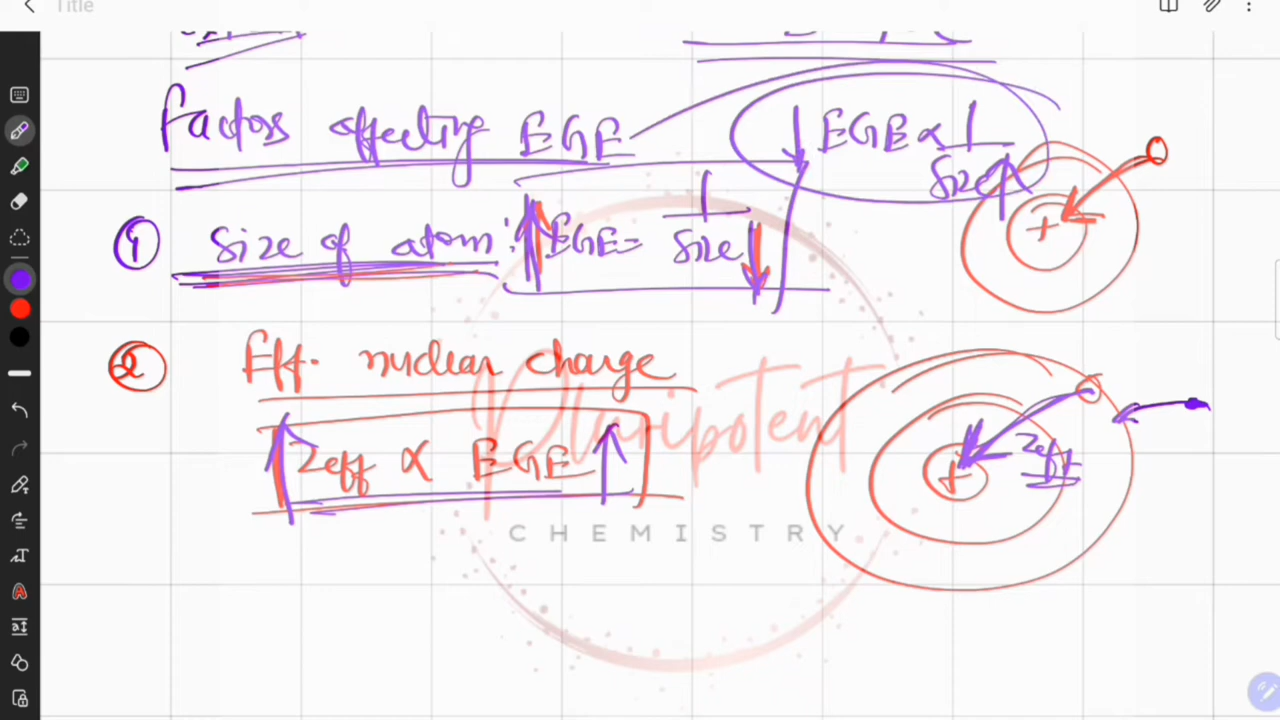 Title
Factors affecting EGE
↓ EGE ∝ 1/Size ↑
① Size of atom : ↑ EGE = 1/Size ↓
+
② Eff. nuclear charge
↑ Zeff ∝ EGE ↑
+ Zeff
Pluripotent
CHEMISTRY